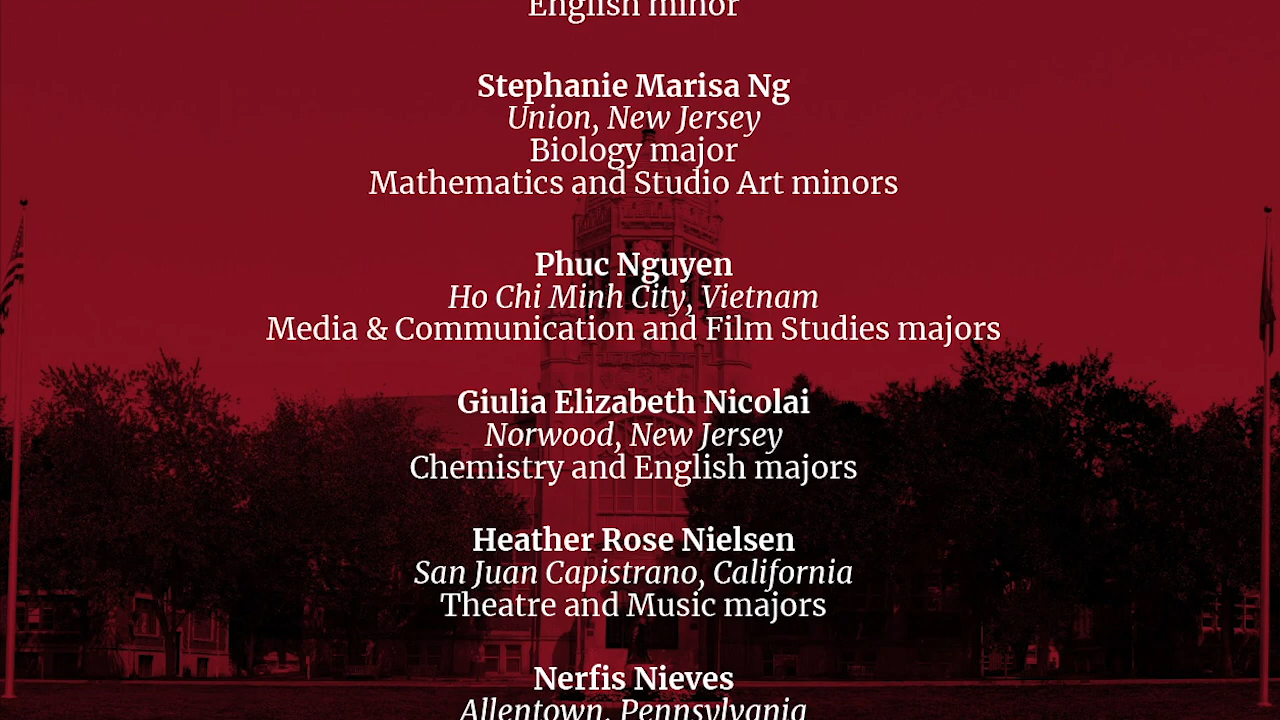 English minor
Stephanie Marisa Ng
Union, New Jersey
Biology major
Mathematics and Studio Art minors
Phuc Nguyen
Ho Chi Minh City, Vietnam
Media & Communication and Film Studies majors
Giulia Elizabeth Nicolai
Norwood, New Jersey
Chemistry and English majors
Heather Rose Nielsen
San Juan Capistrano, California
Theatre and Music majors
Nerfis Nieves
Allentown, Pennsylvania